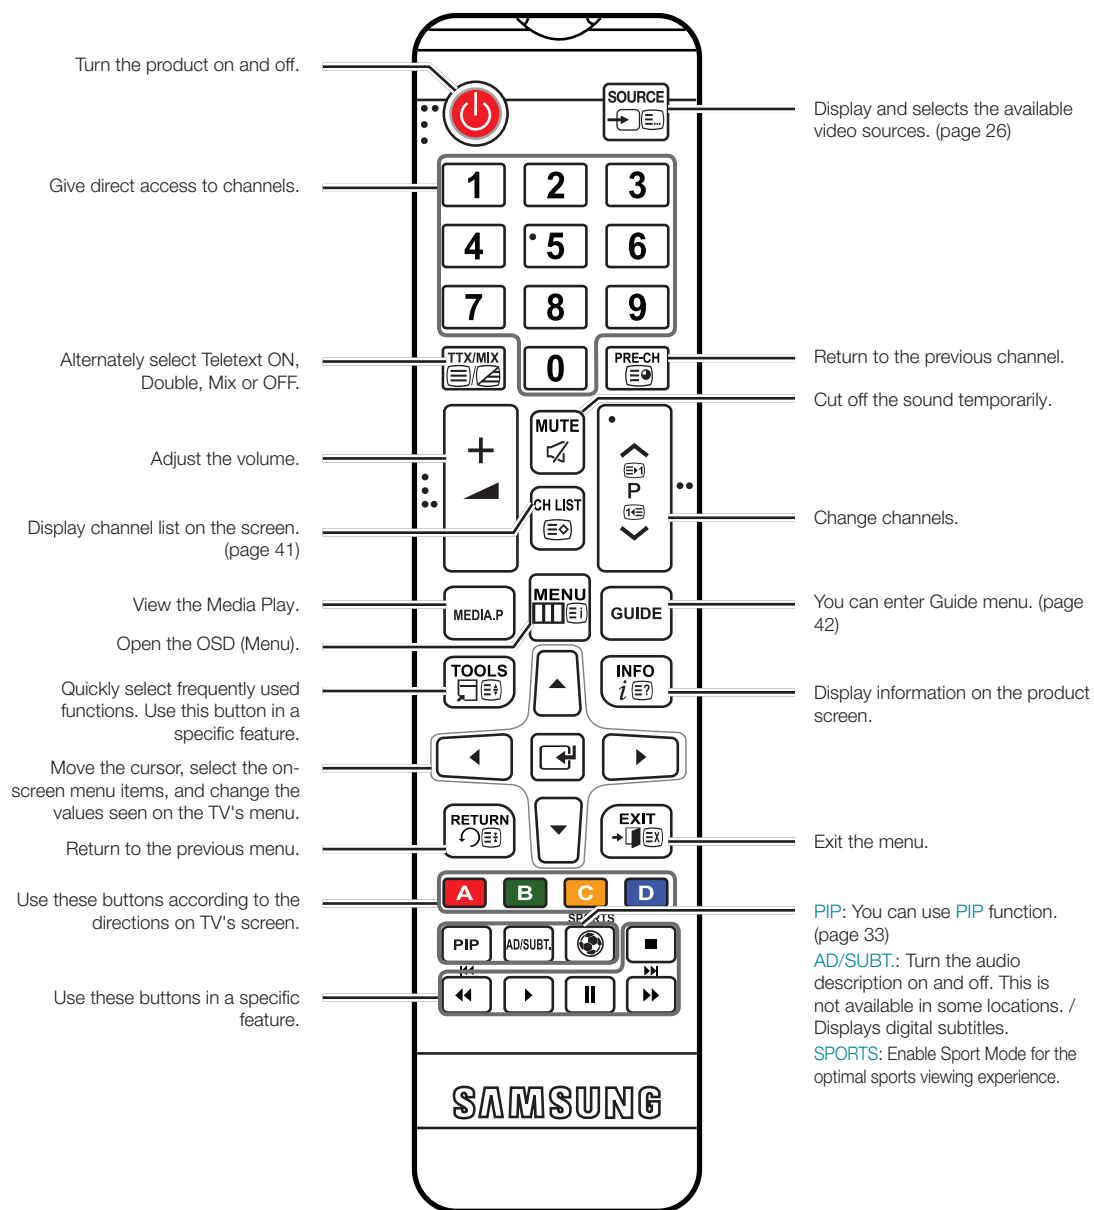 Turn the product on and off.
SOURCE
Display and selects the available
video sources. (page 26)
Give direct access to channels.
1 2 3
4 5 6
7 8 9
0
Alternately select Teletext ON,
Double, Mix or OFF.
TTX/MIX
PRE-CH
Return to the previous channel.
Cut off the sound temporarily.
MUTE
Adjust the volume.
P
CH LIST
Display channel list on the screen.
(page 41)
Change channels.
View the Media Play.
MEDIA.P
MENU
GUIDE
You can enter Guide menu. (page
42)
Open the OSD (Menu).
TOOLS
INFO
Quickly select frequently used
functions. Use this button in a
specific feature.
Display information on the product
screen.
Move the cursor, select the on-
screen menu items, and change the
values seen on the TV's menu.
RETURN
EXIT
Return to the previous menu.
Exit the menu.
Use these buttons according to the
directions on TV's screen.
A B C D
SPORTS
PIP
AD/SUBT.
PIP: You can use PIP function.
(page 33)
AD/SUBT.: Turn the audio
description on and off. This is
not available in some locations. /
Displays digital subtitles.
SPORTS: Enable Sport Mode for the
optimal sports viewing experience.
Use these buttons in a specific
feature.
SAMSUNG